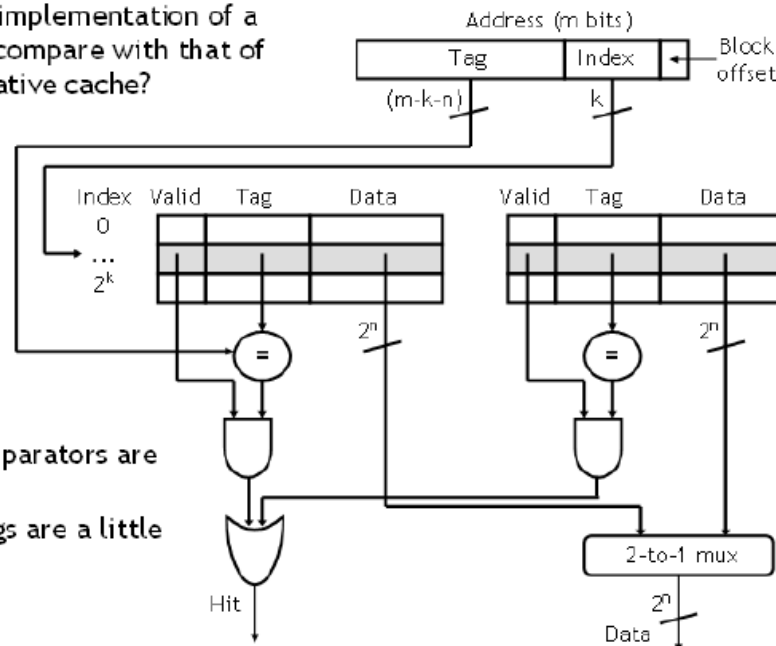 implementation of a
compare with that of
ative cache?
Address (m bits)
Tag Index Block
offset
(m-k-n) k
Index Valid Tag Data Valid Tag Data
0
...
2^k
2^n 2^n
= =
parators are
gs are a little
2-to-1 mux
Hit
2^n
Data